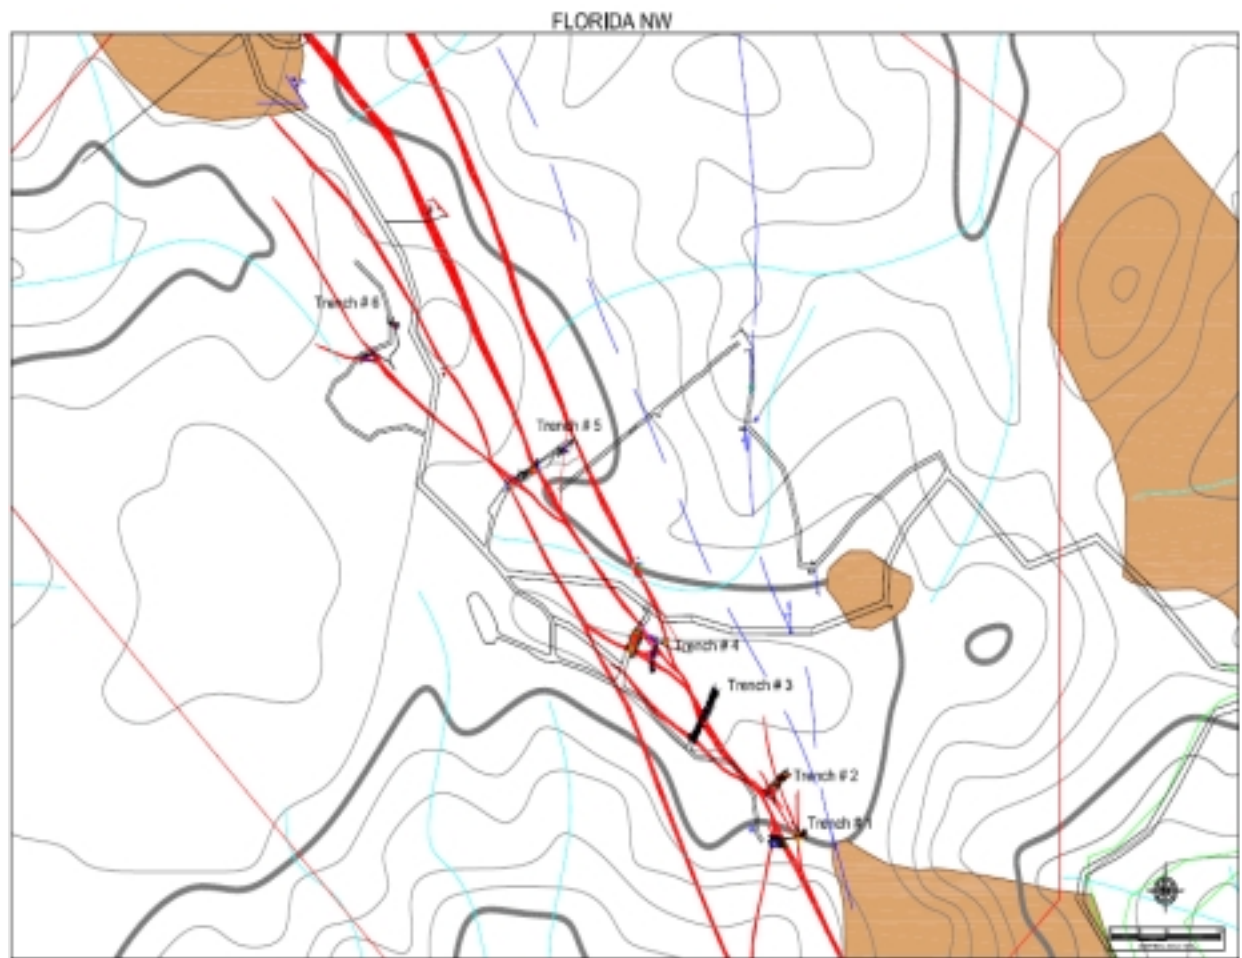 FLORIDA NW
Trench # 6
Trench # 5
Trench # 4
Trench # 3
Trench # 2
Trench # 1